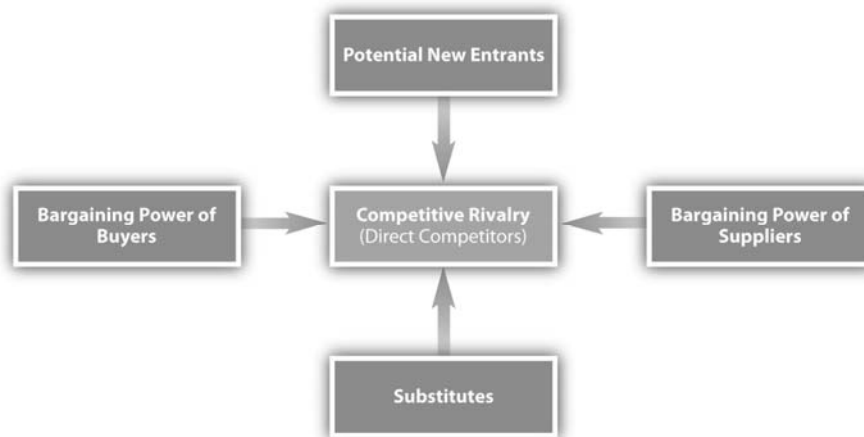 Potential New Entrants
Bargaining Power of
Buyers
Competitive Rivalry
(Direct Competitors)
Bargaining Power of
Suppliers
Substitutes